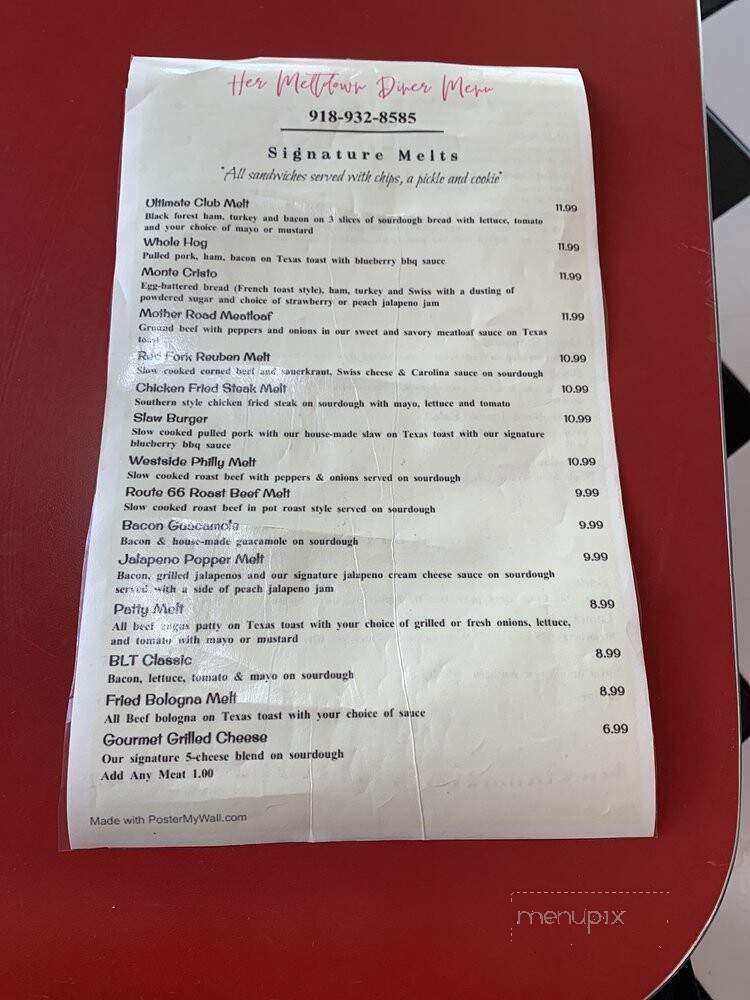 Her Meltdown Diner Menu
918-932-8585
Signature Melts
"All sandwiches served with chips, a pickle and cookie"
Ultimate Club Melt 11.99
Black forest ham, turkey and bacon on 3 slices of sourdough bread with lettuce, tomato
and your choice of mayo or mustard
Whole Hog 11.99
Pulled pork, ham, bacon on Texas toast with blueberry bbq sauce
Monte Cristo 11.99
Egg-battered bread (French toast style), ham, turkey and Swiss with a dusting of
powdered sugar and choice of strawberry or peach jalapeno jam
Mother Road Meatloaf 11.99
Ground beef with peppers and onions in our sweet and savory meatloaf sauce on Texas
toast
Red Fork Reuben Melt 10.99
Slow cooked corned beef and sauerkraut, Swiss cheese & Carolina sauce on sourdough
Chicken Fried Steak Melt 10.99
Southern style chicken fried steak on sourdough with mayo, lettuce and tomato
Slaw Burger 10.99
Slow cooked pulled pork with our house-made slaw on Texas toast with our signature
blueberry bbq sauce
Westside Philly Melt 10.99
Slow cooked roast beef with peppers & onions served on sourdough
Route 66 Roast Beef Melt 9.99
Slow cooked roast beef in pot roast style served on sourdough
Bacon Guacamole 9.99
Bacon & house-made guacamole on sourdough
Jalapeno Popper Melt 9.99
Bacon, grilled jalapenos and our signature jalapeno cream cheese sauce on sourdough
served with a side of peach jalapeno jam
Patty Melt 8.99
All beef angus patty on Texas toast with your choice of grilled or fresh onions, lettuce,
and tomato with mayo or mustard
BLT Classic 8.99
Bacon, lettuce, tomato & mayo on sourdough
Fried Bologna Melt 8.99
All Beef bologna on Texas toast with your choice of sauce
Gourmet Grilled Cheese 6.99
Our signature 5-cheese blend on sourdough
Add Any Meat 1.00
Made with PosterMyWall.com
menupix